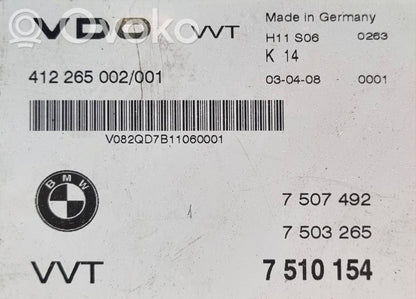 VDO VVT
Made in Germany
H11 S06 0263
K 14
412 265 002/001
03-04-08 0001
V082QD7B11060001
BMW
7 507 492
7 503 265
VVT 7 510 154